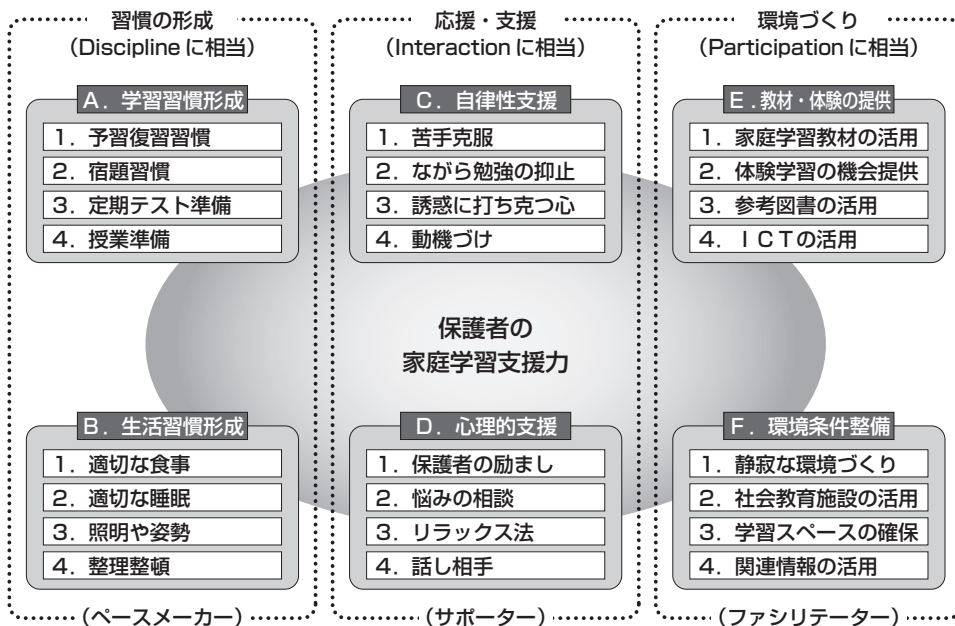 習慣の形成
(Disciplineに相当)
A．学習習慣形成
1．予習復習習慣
2．宿題習慣
3．定期テスト準備
4．授業準備
B．生活習慣形成
1．適切な食事
2．適切な睡眠
3．照明や姿勢
4．整理整頓
(ペースメーカー)
応援・支援
(Interactionに相当)
C．自律性支援
1．苦手克服
2．ながら勉強の抑止
3．誘惑に打ち克つ心
4．動機づけ
保護者の
家庭学習支援力
D．心理的支援
1．保護者の励まし
2．悩みの相談
3．リラックス法
4．話し相手
(サポーター)
環境づくり
(Participationに相当)
E．教材・体験の提供
1．家庭学習教材の活用
2．体験学習の機会提供
3．参考図書の活用
4．ＩＣＴの活用
F．環境条件整備
1．静寂な環境づくり
2．社会教育施設の活用
3．学習スペースの確保
4．関連情報の活用
(ファシリテーター)